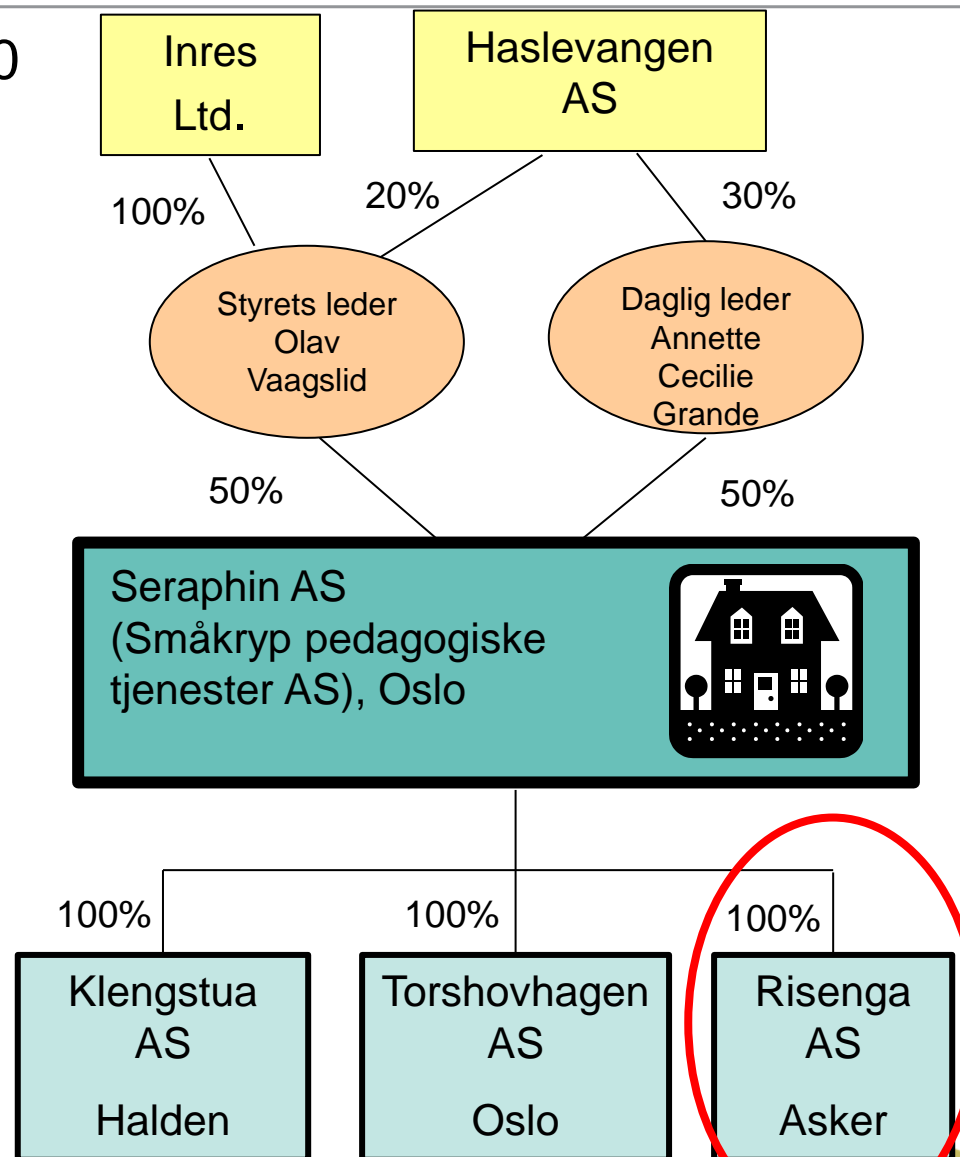 0
Inres
Ltd.
Haslevangen
AS
100%
20%
30%
Styrets leder
Olav
Vaagslid
Daglig leder
Annette
Cecilie
Grande
50%
50%
Seraphin AS
(Småkryp pedagogiske
tjenester AS), Oslo
100%
100%
100%
Klengstua
AS
Halden
Torshovhagen
AS
Oslo
Risenga
AS
Asker